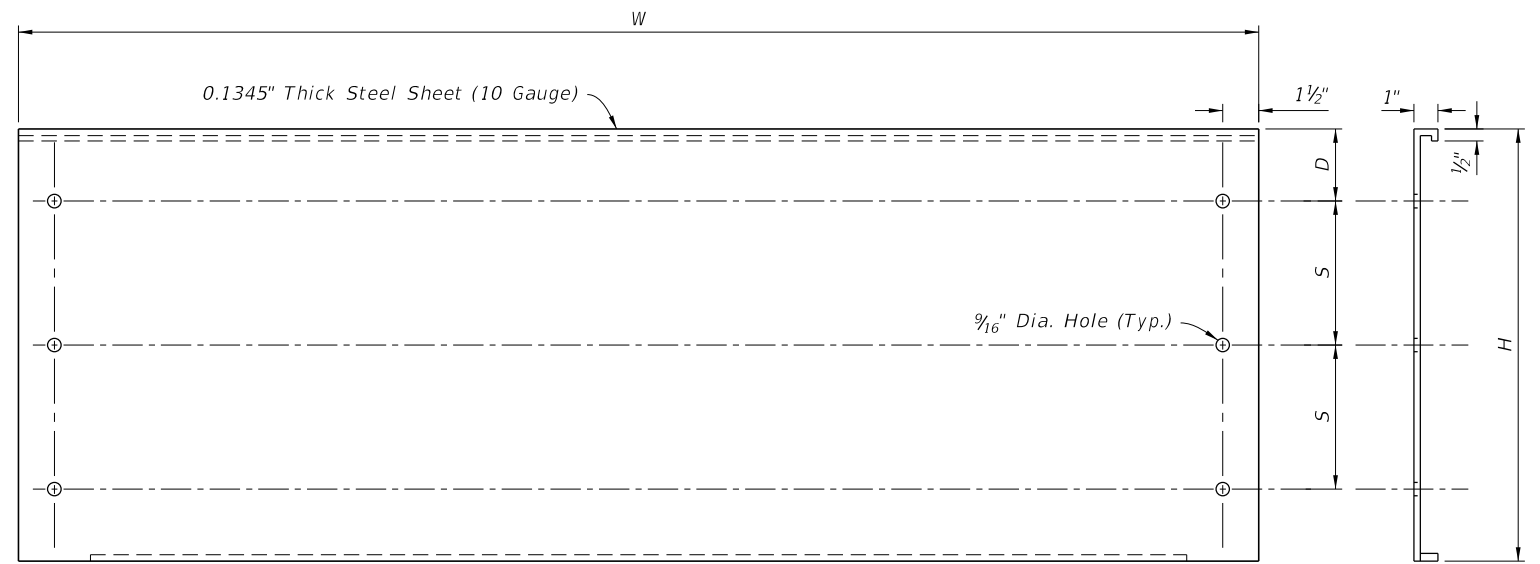 W
0.1345" Thick Steel Sheet (10 Gauge)
1½"
1"
½"
D
S
9/16" Dia. Hole (Typ.)
H
S